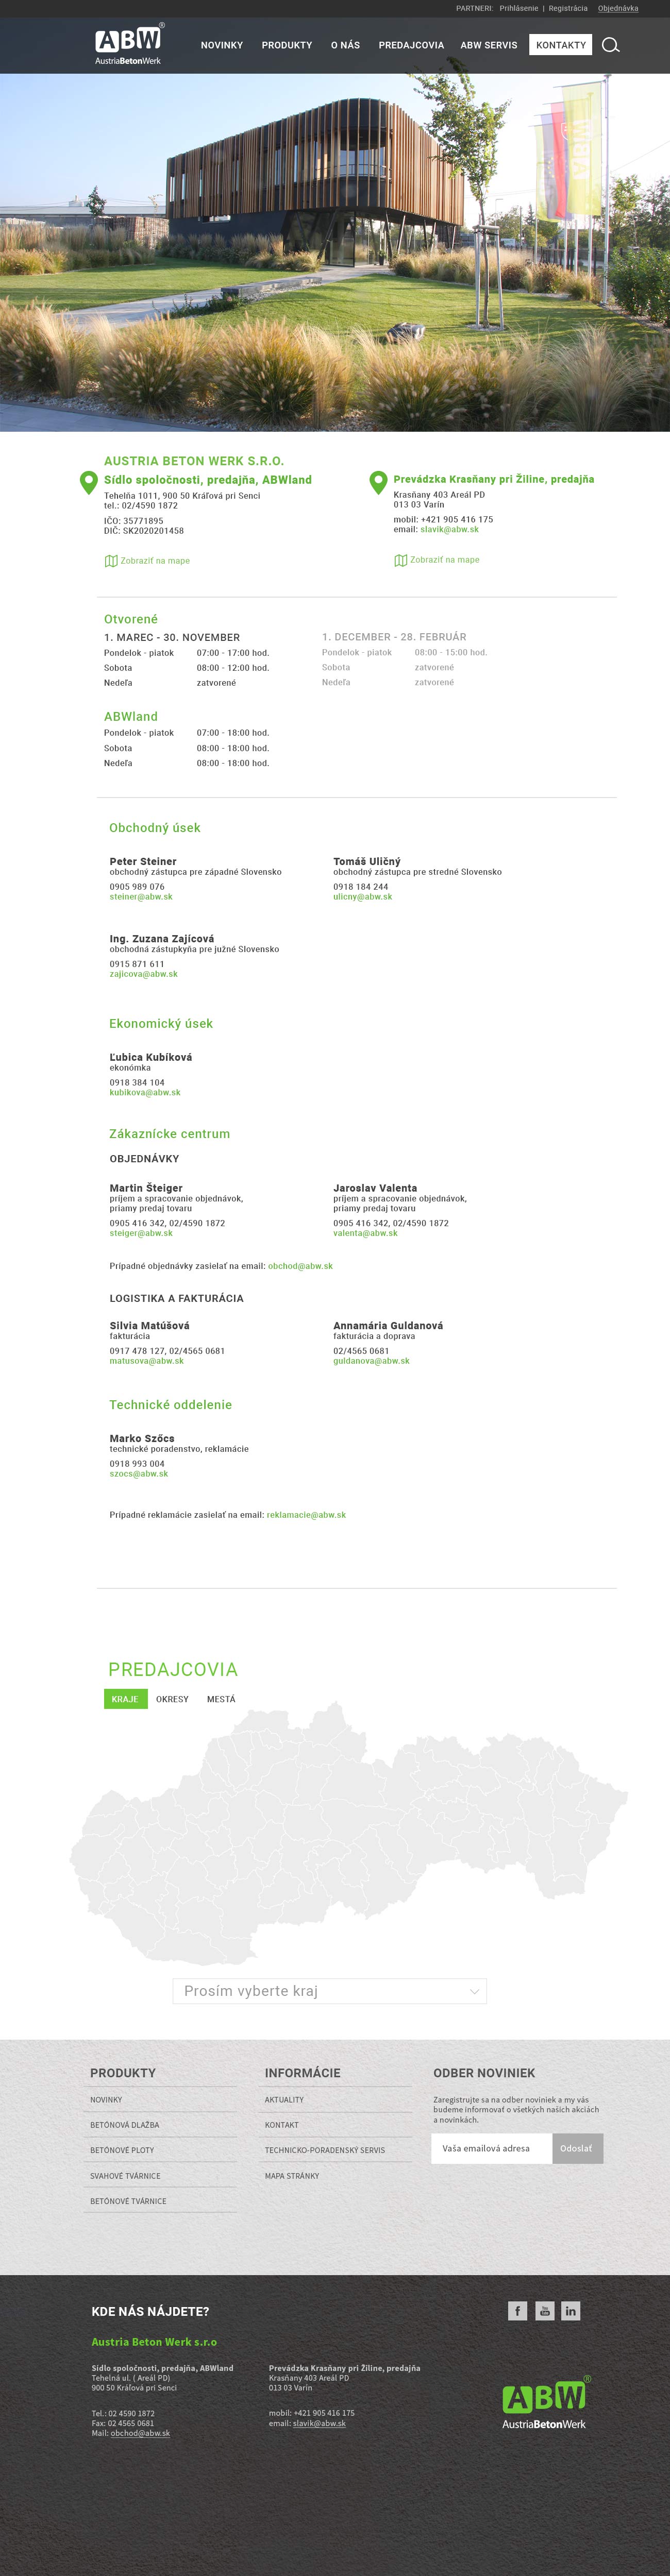 PARTNERI: Prihlásenie | Registrácia Objednávka
ABW®
AustriaBetonWerk
NOVINKY PRODUKTY O NÁS PREDAJCOVIA ABW SERVIS KONTAKTY
ABW
AUSTRIA BETON WERK S.R.O.
Sídlo spoločnosti, predajňa, ABWland
Tehelňa 1011, 900 50 Kráľová pri Senci
tel.: 02/4590 1872
IČO: 35771895
DIČ: SK2020201458
Zobraziť na mape
Prevádzka Krasňany pri Žiline, predajňa
Krasňany 403 Areál PD
013 03 Varín
mobil: +421 905 416 175
email: slavik@abw.sk
Zobraziť na mape
Otvorené
1. MAREC - 30. NOVEMBER
Pondelok - piatok 07:00 - 17:00 hod.
Sobota 08:00 - 12:00 hod.
Nedeľa zatvorené
1. DECEMBER - 28. FEBRUÁR
Pondelok - piatok 08:00 - 15:00 hod.
Sobota zatvorené
Nedeľa zatvorené
ABWland
Pondelok - piatok 07:00 - 18:00 hod.
Sobota 08:00 - 18:00 hod.
Nedeľa 08:00 - 18:00 hod.
Obchodný úsek
Peter Steiner
obchodný zástupca pre západné Slovensko
0905 989 076
steiner@abw.sk
Tomáš Uličný
obchodný zástupca pre stredné Slovensko
0918 184 244
ulicny@abw.sk
Ing. Zuzana Zajícová
obchodná zástupkyňa pre južné Slovensko
0915 871 611
zajicova@abw.sk
Ekonomický úsek
Ľubica Kubíková
ekonómka
0918 384 104
kubikova@abw.sk
Zákaznícke centrum
OBJEDNÁVKY
Martin Šteiger
príjem a spracovanie objednávok,
priamy predaj tovaru
0905 416 342, 02/4590 1872
steiger@abw.sk
Jaroslav Valenta
príjem a spracovanie objednávok,
priamy predaj tovaru
0905 416 342, 02/4590 1872
valenta@abw.sk
Prípadné objednávky zasielať na email: obchod@abw.sk
LOGISTIKA A FAKTURÁCIA
Silvia Matúšová
fakturácia
0917 478 127, 02/4565 0681
matusova@abw.sk
Annamária Guldanová
fakturácia a doprava
02/4565 0681
guldanova@abw.sk
Technické oddelenie
Marko Szőcs
technické poradenstvo, reklamácie
0918 993 004
szocs@abw.sk
Prípadné reklamácie zasielať na email: reklamacie@abw.sk
PREDAJCOVIA
KRAJE OKRESY MESTÁ
Prosím vyberte kraj
PRODUKTY
NOVINKY
BETÓNOVÁ DLAŽBA
BETÓNOVÉ PLOTY
SVAHOVÉ TVÁRNICE
BETÓNOVÉ TVÁRNICE
INFORMÁCIE
AKTUALITY
KONTAKT
TECHNICKO-PORADENSKÝ SERVIS
MAPA STRÁNKY
ODBER NOVINIEK
Zaregistrujte sa na odber noviniek a my vás
budeme informovať o všetkých našich akciách
a novinkách.
Vaša emailová adresa Odoslať
KDE NÁS NÁJDETE?
f You Tube in
Austria Beton Werk s.r.o
Sídlo spoločnosti, predajňa, ABWland
Tehelná ul. ( Areál PD)
900 50 Kráľová pri Senci
Tel.: 02 4590 1872
Fax: 02 4565 0681
Mail: obchod@abw.sk
Prevádzka Krasňany pri Žiline, predajňa
Krasňany 403 Areál PD
013 03 Varín
mobil: +421 905 416 175
email: slavik@abw.sk
ABW®
AustriaBetonWerk